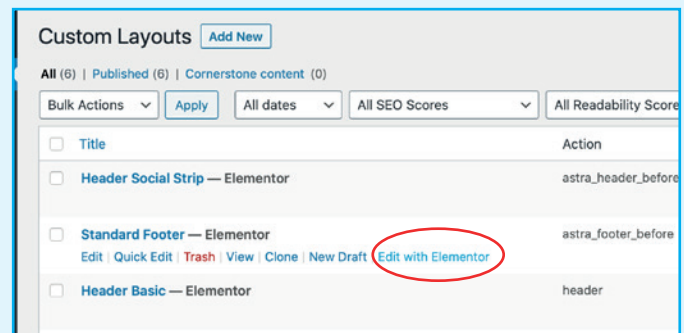 Custom Layouts Add New
All (6) | Published (6) | Cornerstone content (0)
Bulk Actions Apply All dates All SEO Scores All Readability Score
Title Action
Header Social Strip — Elementor astra_header_before
Standard Footer — Elementor astra_footer_before
Edit | Quick Edit | Trash | View | Clone | New Draft | Edit with Elementor
Header Basic — Elementor header